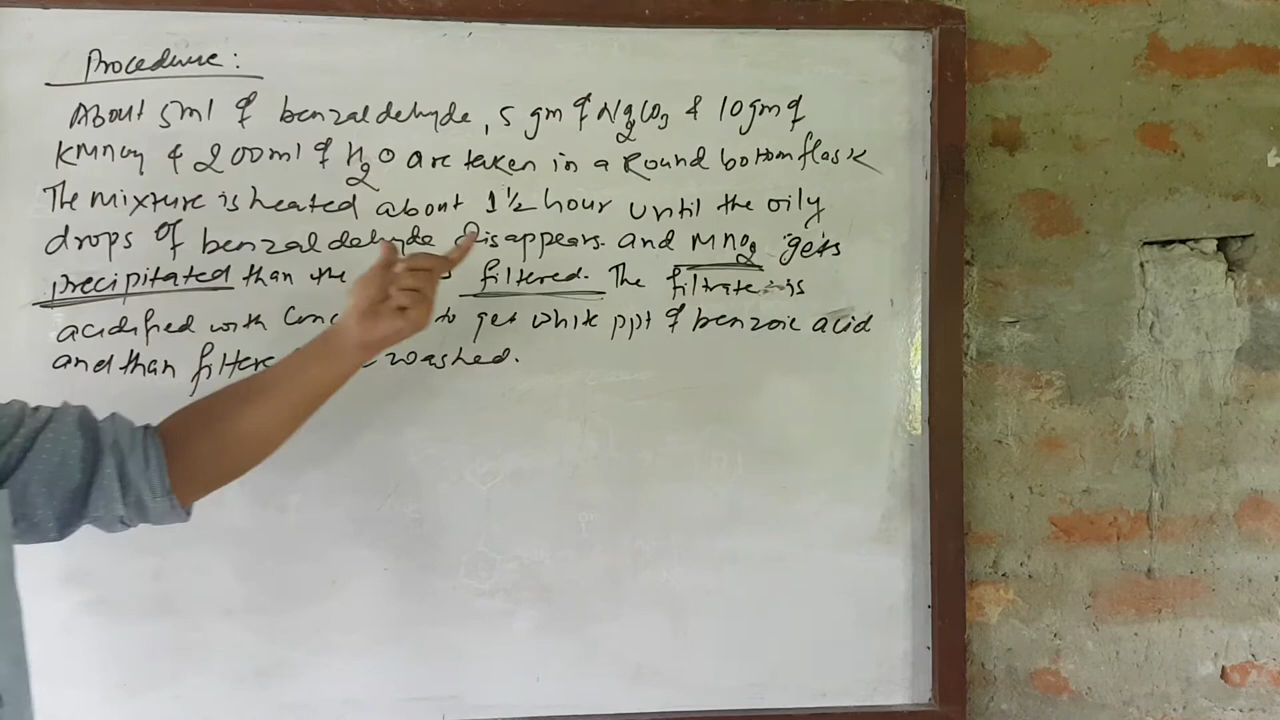 Procedure:
About 5ml of benzaldehyde, 5 gm of Na2CO3 & 10gm of
KMnO4 & 200ml of H2O are taken in a Round bottom flask
The mixture is heated about 1½ hour until the oily
drops of benzaldehyde disappears. and MnO2 gets
precipitated than the filtered. The filtrate is
acidified with Conc to get white ppt of benzoic acid
and than filtere washed.